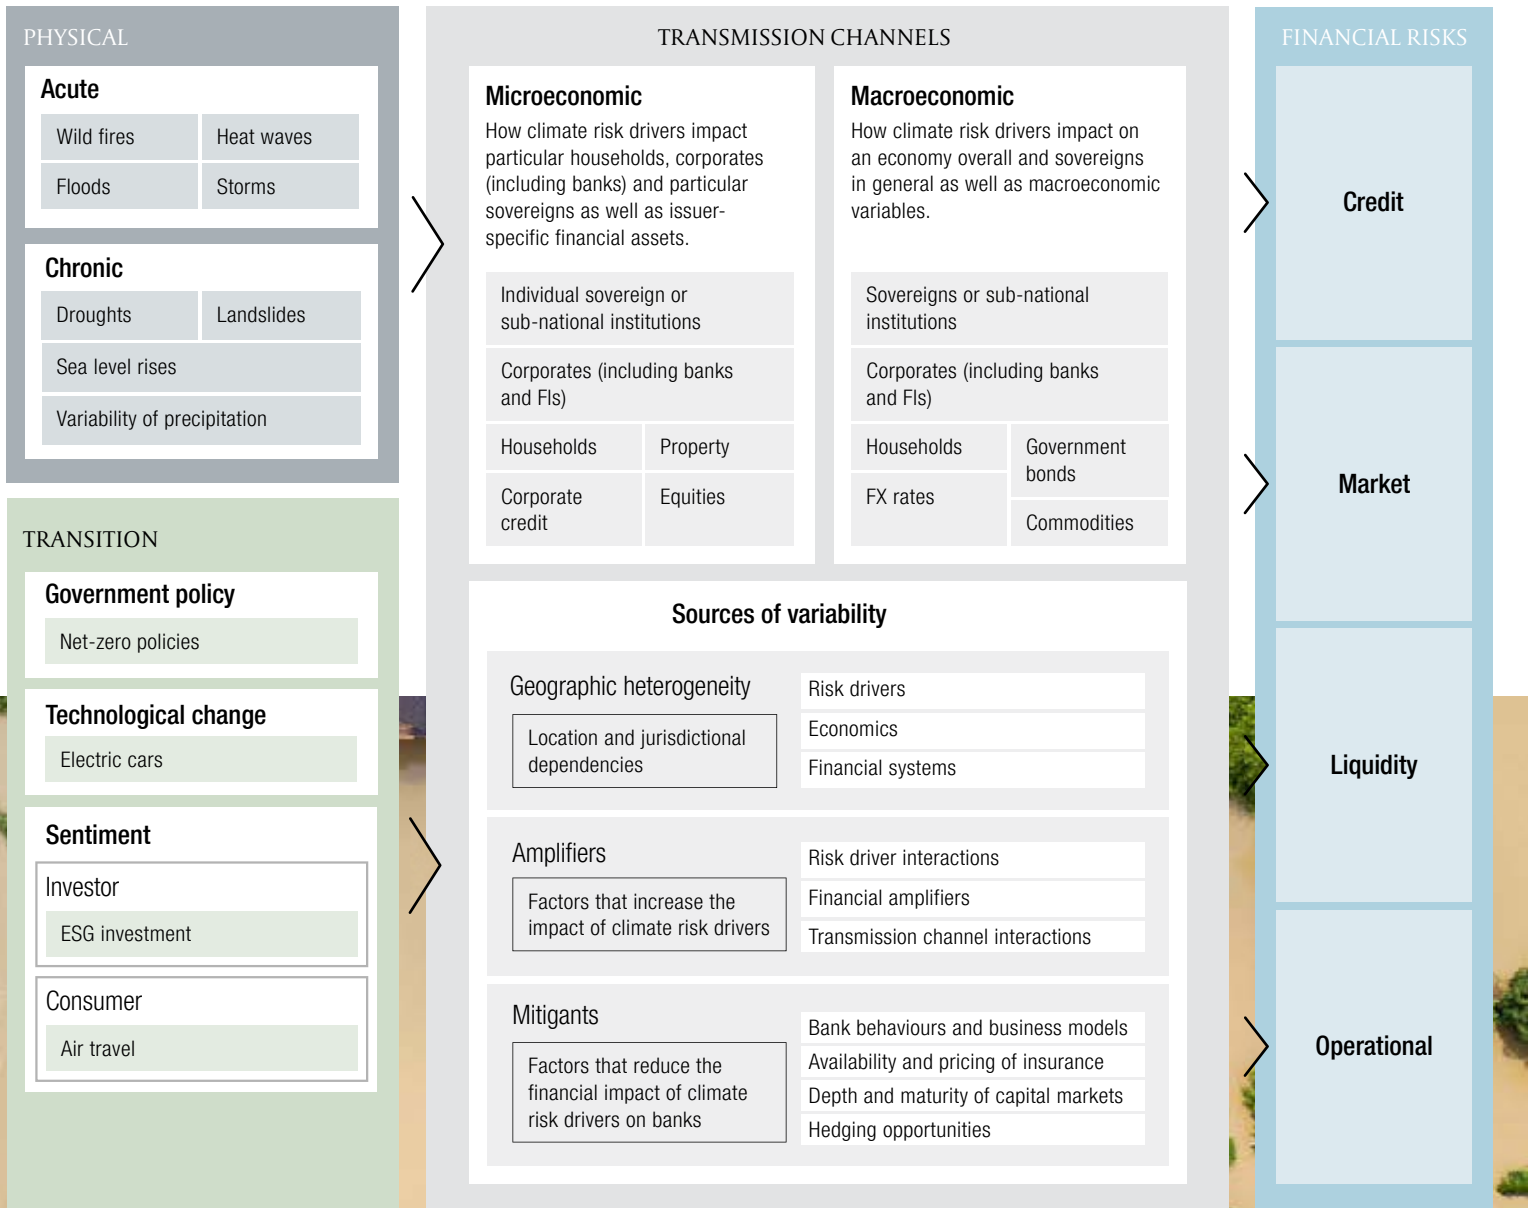 PHYSICAL
Acute
Wild fires
Heat waves
Floods
Storms
Chronic
Droughts
Landslides
Sea level rises
Variability of precipitation
TRANSITION
Government policy
Net-zero policies
Technological change
Electric cars
Sentiment
Investor
ESG investment
Consumer
Air travel
TRANSMISSION CHANNELS
Microeconomic
How climate risk drivers impact
particular households, corporates
(including banks) and particular
sovereigns as well as issuer-
specific financial assets.
Individual sovereign or
sub-national institutions
Corporates (including banks
and FIs)
Households
Property
Corporate
credit
Equities
Macroeconomic
How climate risk drivers impact on
an economy overall and sovereigns
in general as well as macroeconomic
variables.
Sovereigns or sub-national
institutions
Corporates (including banks
and FIs)
Households
Government
bonds
FX rates
Commodities
Sources of variability
Geographic heterogeneity
Location and jurisdictional
dependencies
Risk drivers
Economics
Financial systems
Amplifiers
Factors that increase the
impact of climate risk drivers
Risk driver interactions
Financial amplifiers
Transmission channel interactions
Mitigants
Factors that reduce the
financial impact of climate
risk drivers on banks
Bank behaviours and business models
Availability and pricing of insurance
Depth and maturity of capital markets
Hedging opportunities
FINANCIAL RISKS
Credit
Market
Liquidity
Operational